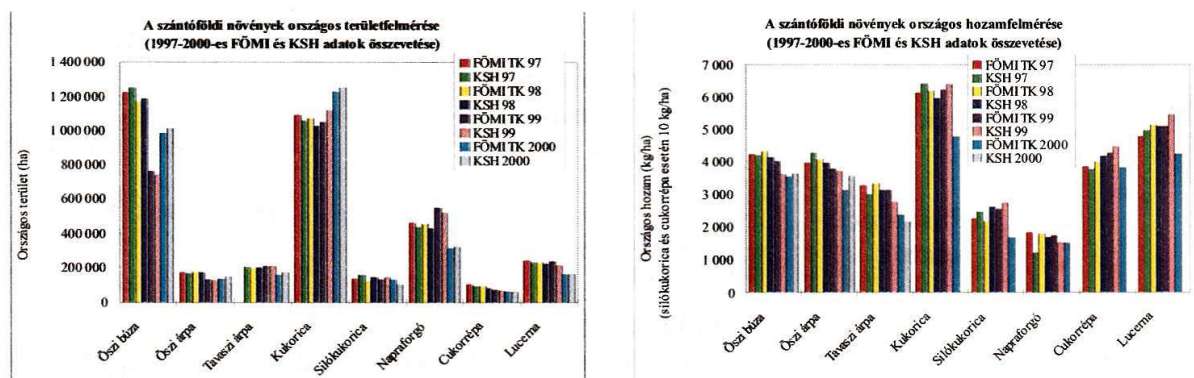 A szántóföldi növények országos területfelmérése
(1997-2000-es FÖMI és KSH adatok összevetése)
Országos terület (ha)
1 400 000
1 200 000
1 000 000
800 000
600 000
400 000
200 000
0
FÖMI TK 97
KSH 97
FÖMI TK 98
KSH 98
FÖMI TK 99
KSH 99
FÖMI TK 2000
KSH 2000
Őszi búza
Őszi árpa
Tavaszi árpa
Kukorica
Silókukorica
Napraforgó
Cukorrépa
Lucerna
A szántóföldi növények országos hozamfelmérése
(1997-2000-es FÖMI és KSH adatok összevetése)
Országos hozam (kg/ha)
(silókukorica és cukorrépa esetén 10 kg/ha)
7 000
6 000
5 000
4 000
3 000
2 000
1 000
0
FÖMI TK 97
KSH 97
FÖMI TK 98
KSH 98
FÖMI TK 99
KSH 99
FÖMI TK 2000
KSH 2000
Őszi búza
Őszi árpa
Tavaszi árpa
Kukorica
Silókukorica
Napraforgó
Cukorrépa
Lucerna